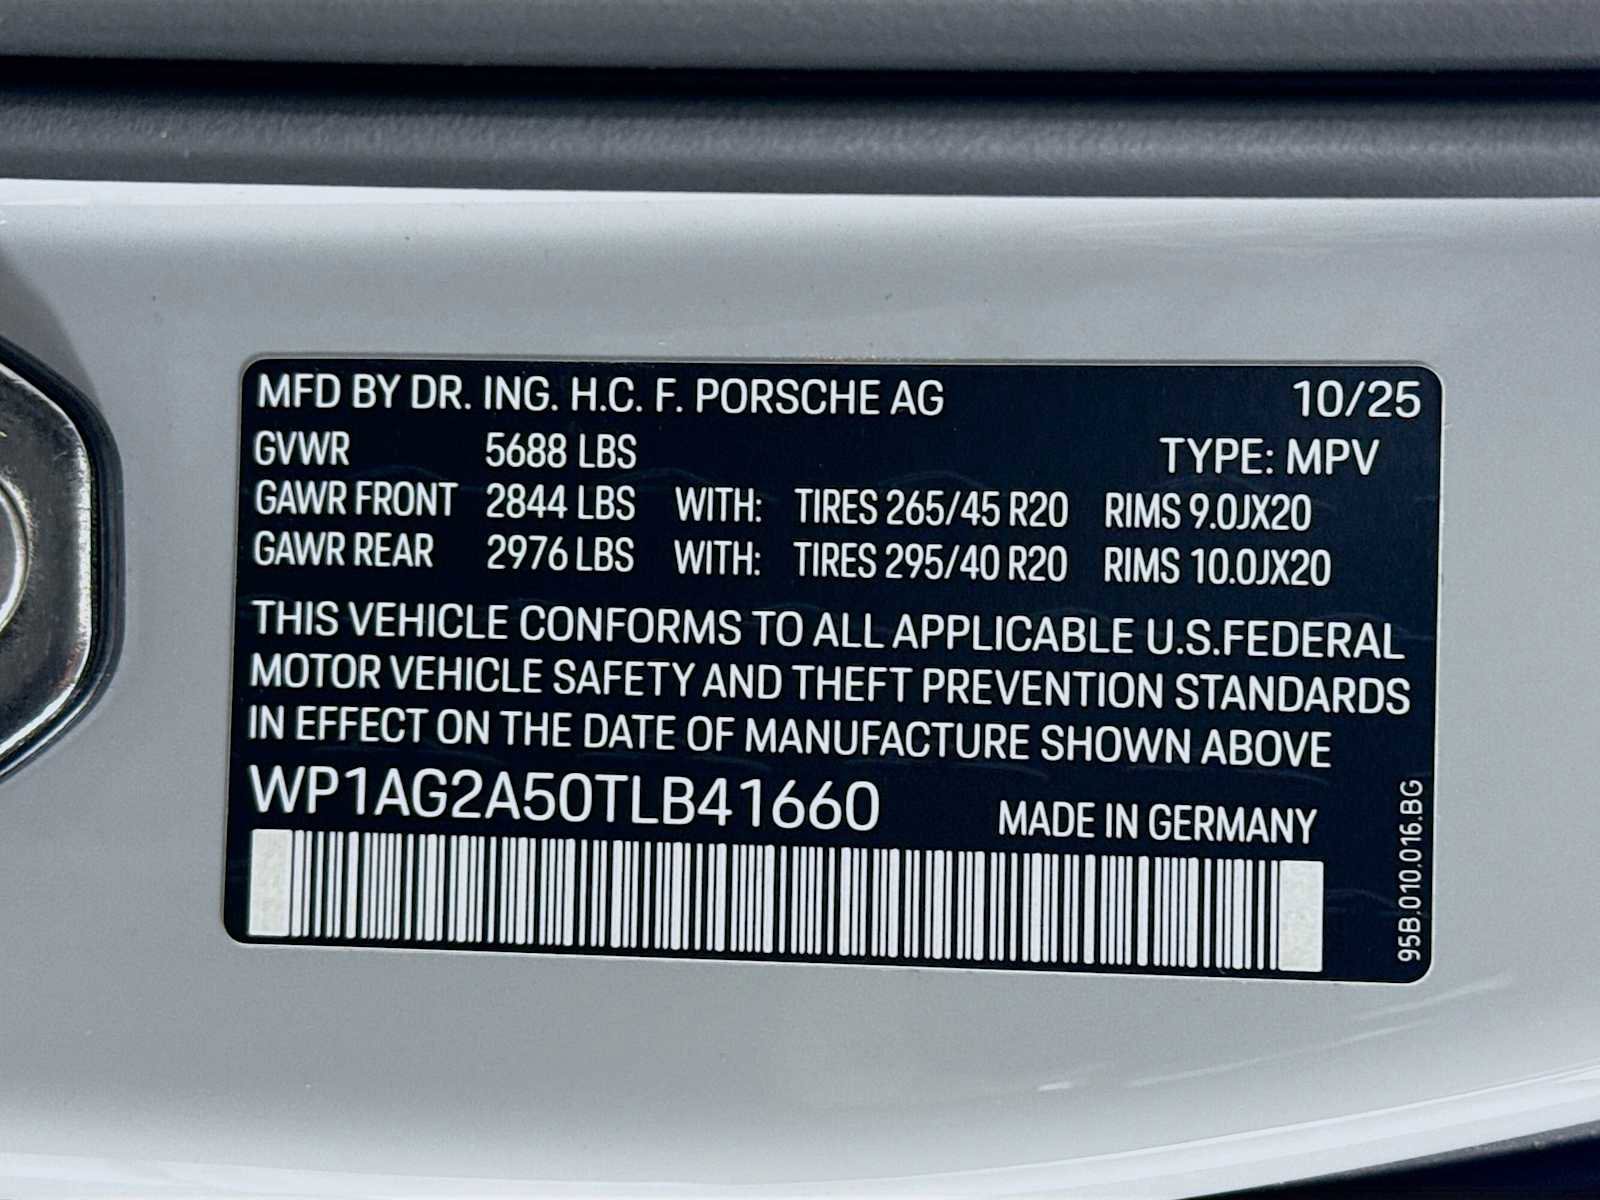 MFD BY DR. ING. H.C. F. PORSCHE AG 10/25
GVWR 5688 LBS TYPE: MPV
GAWR FRONT 2844 LBS WITH: TIRES 265/45 R20 RIMS 9.0JX20
GAWR REAR 2976 LBS WITH: TIRES 295/40 R20 RIMS 10.0JX20
THIS VEHICLE CONFORMS TO ALL APPLICABLE U.S.FEDERAL
MOTOR VEHICLE SAFETY AND THEFT PREVENTION STANDARDS
IN EFFECT ON THE DATE OF MANUFACTURE SHOWN ABOVE
WP1AG2A50TLB41660 MADE IN GERMANY
95B.010.016.BG